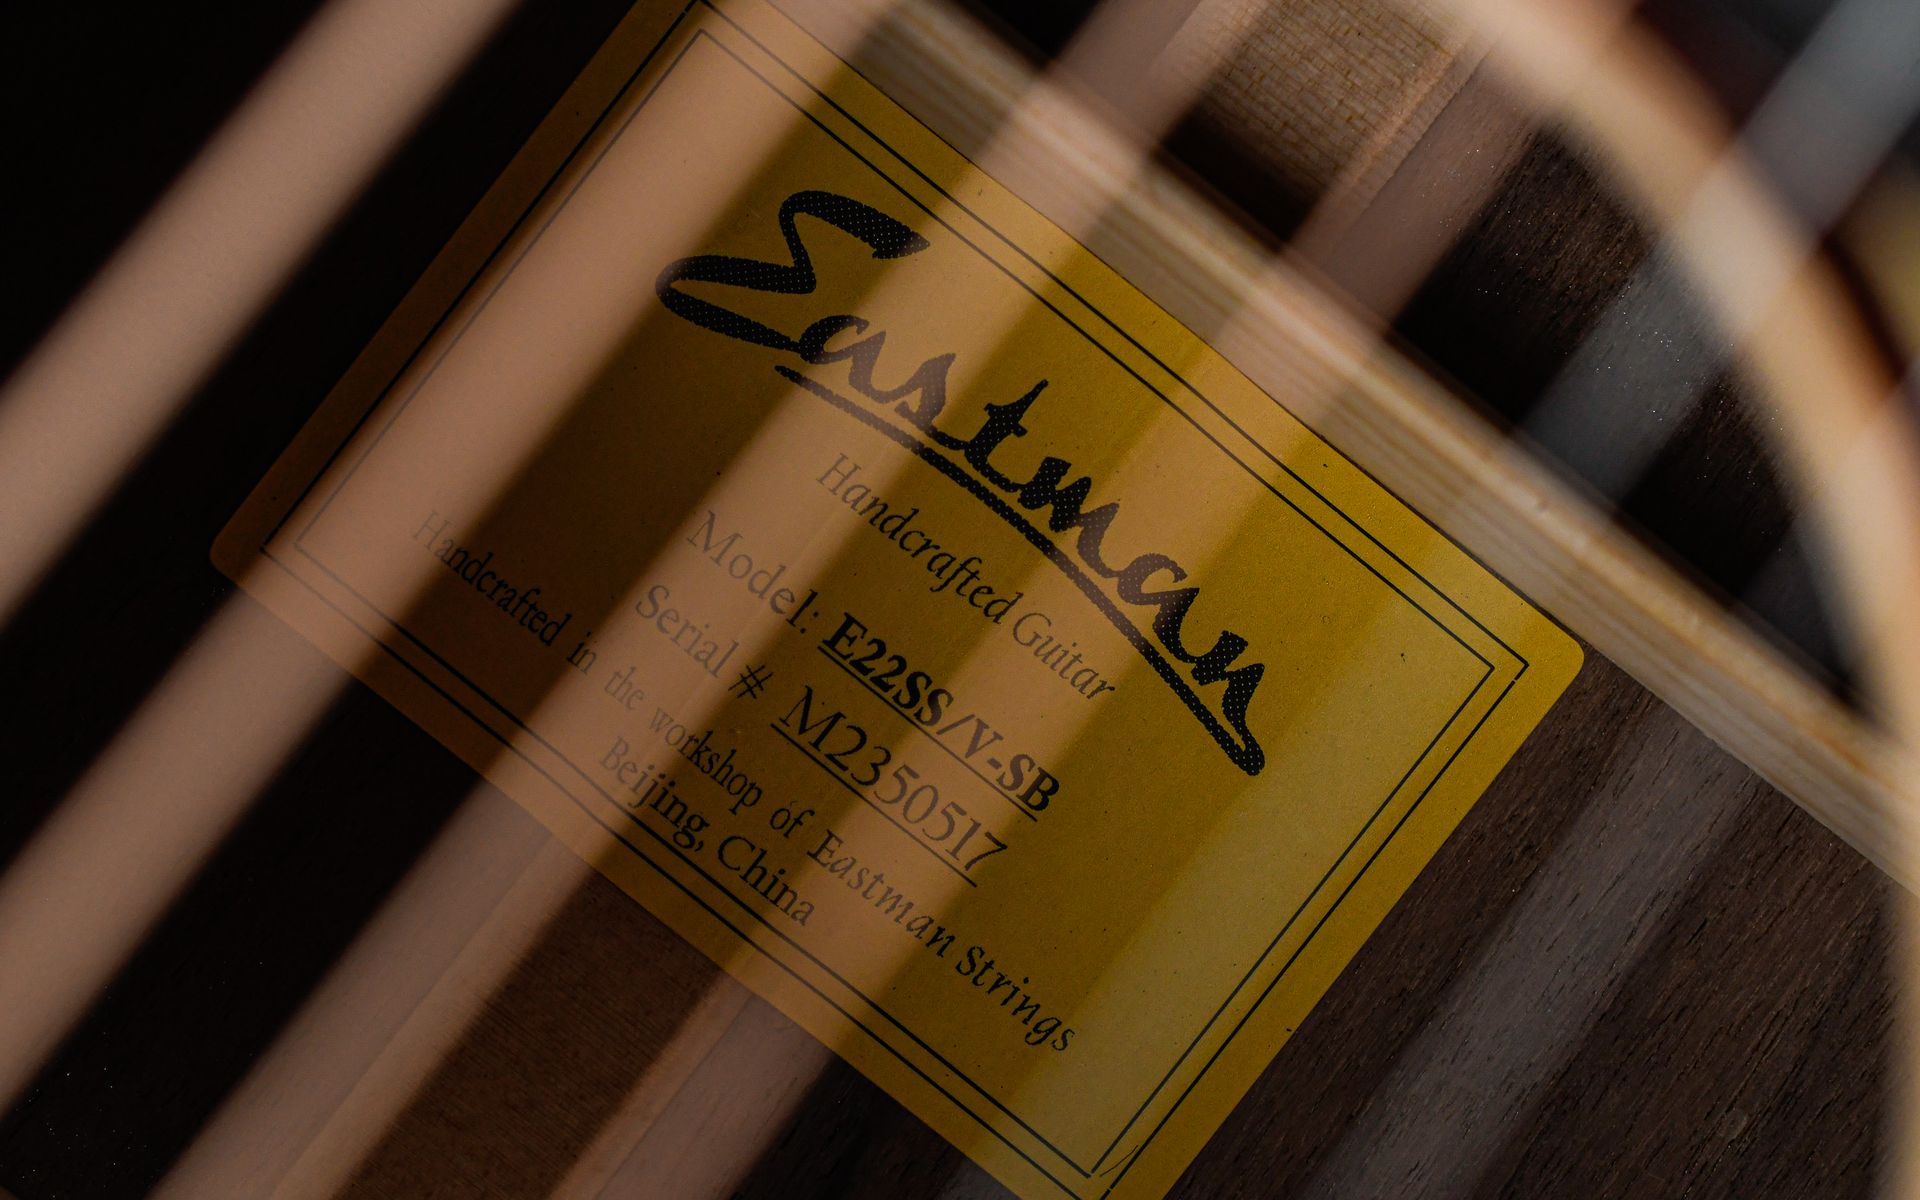 Eastman
Handcrafted Guitar
Model: E22SS/V-SB
Serial # M2350517
Handcrafted in the workshop of Eastman Strings
Beijing, China